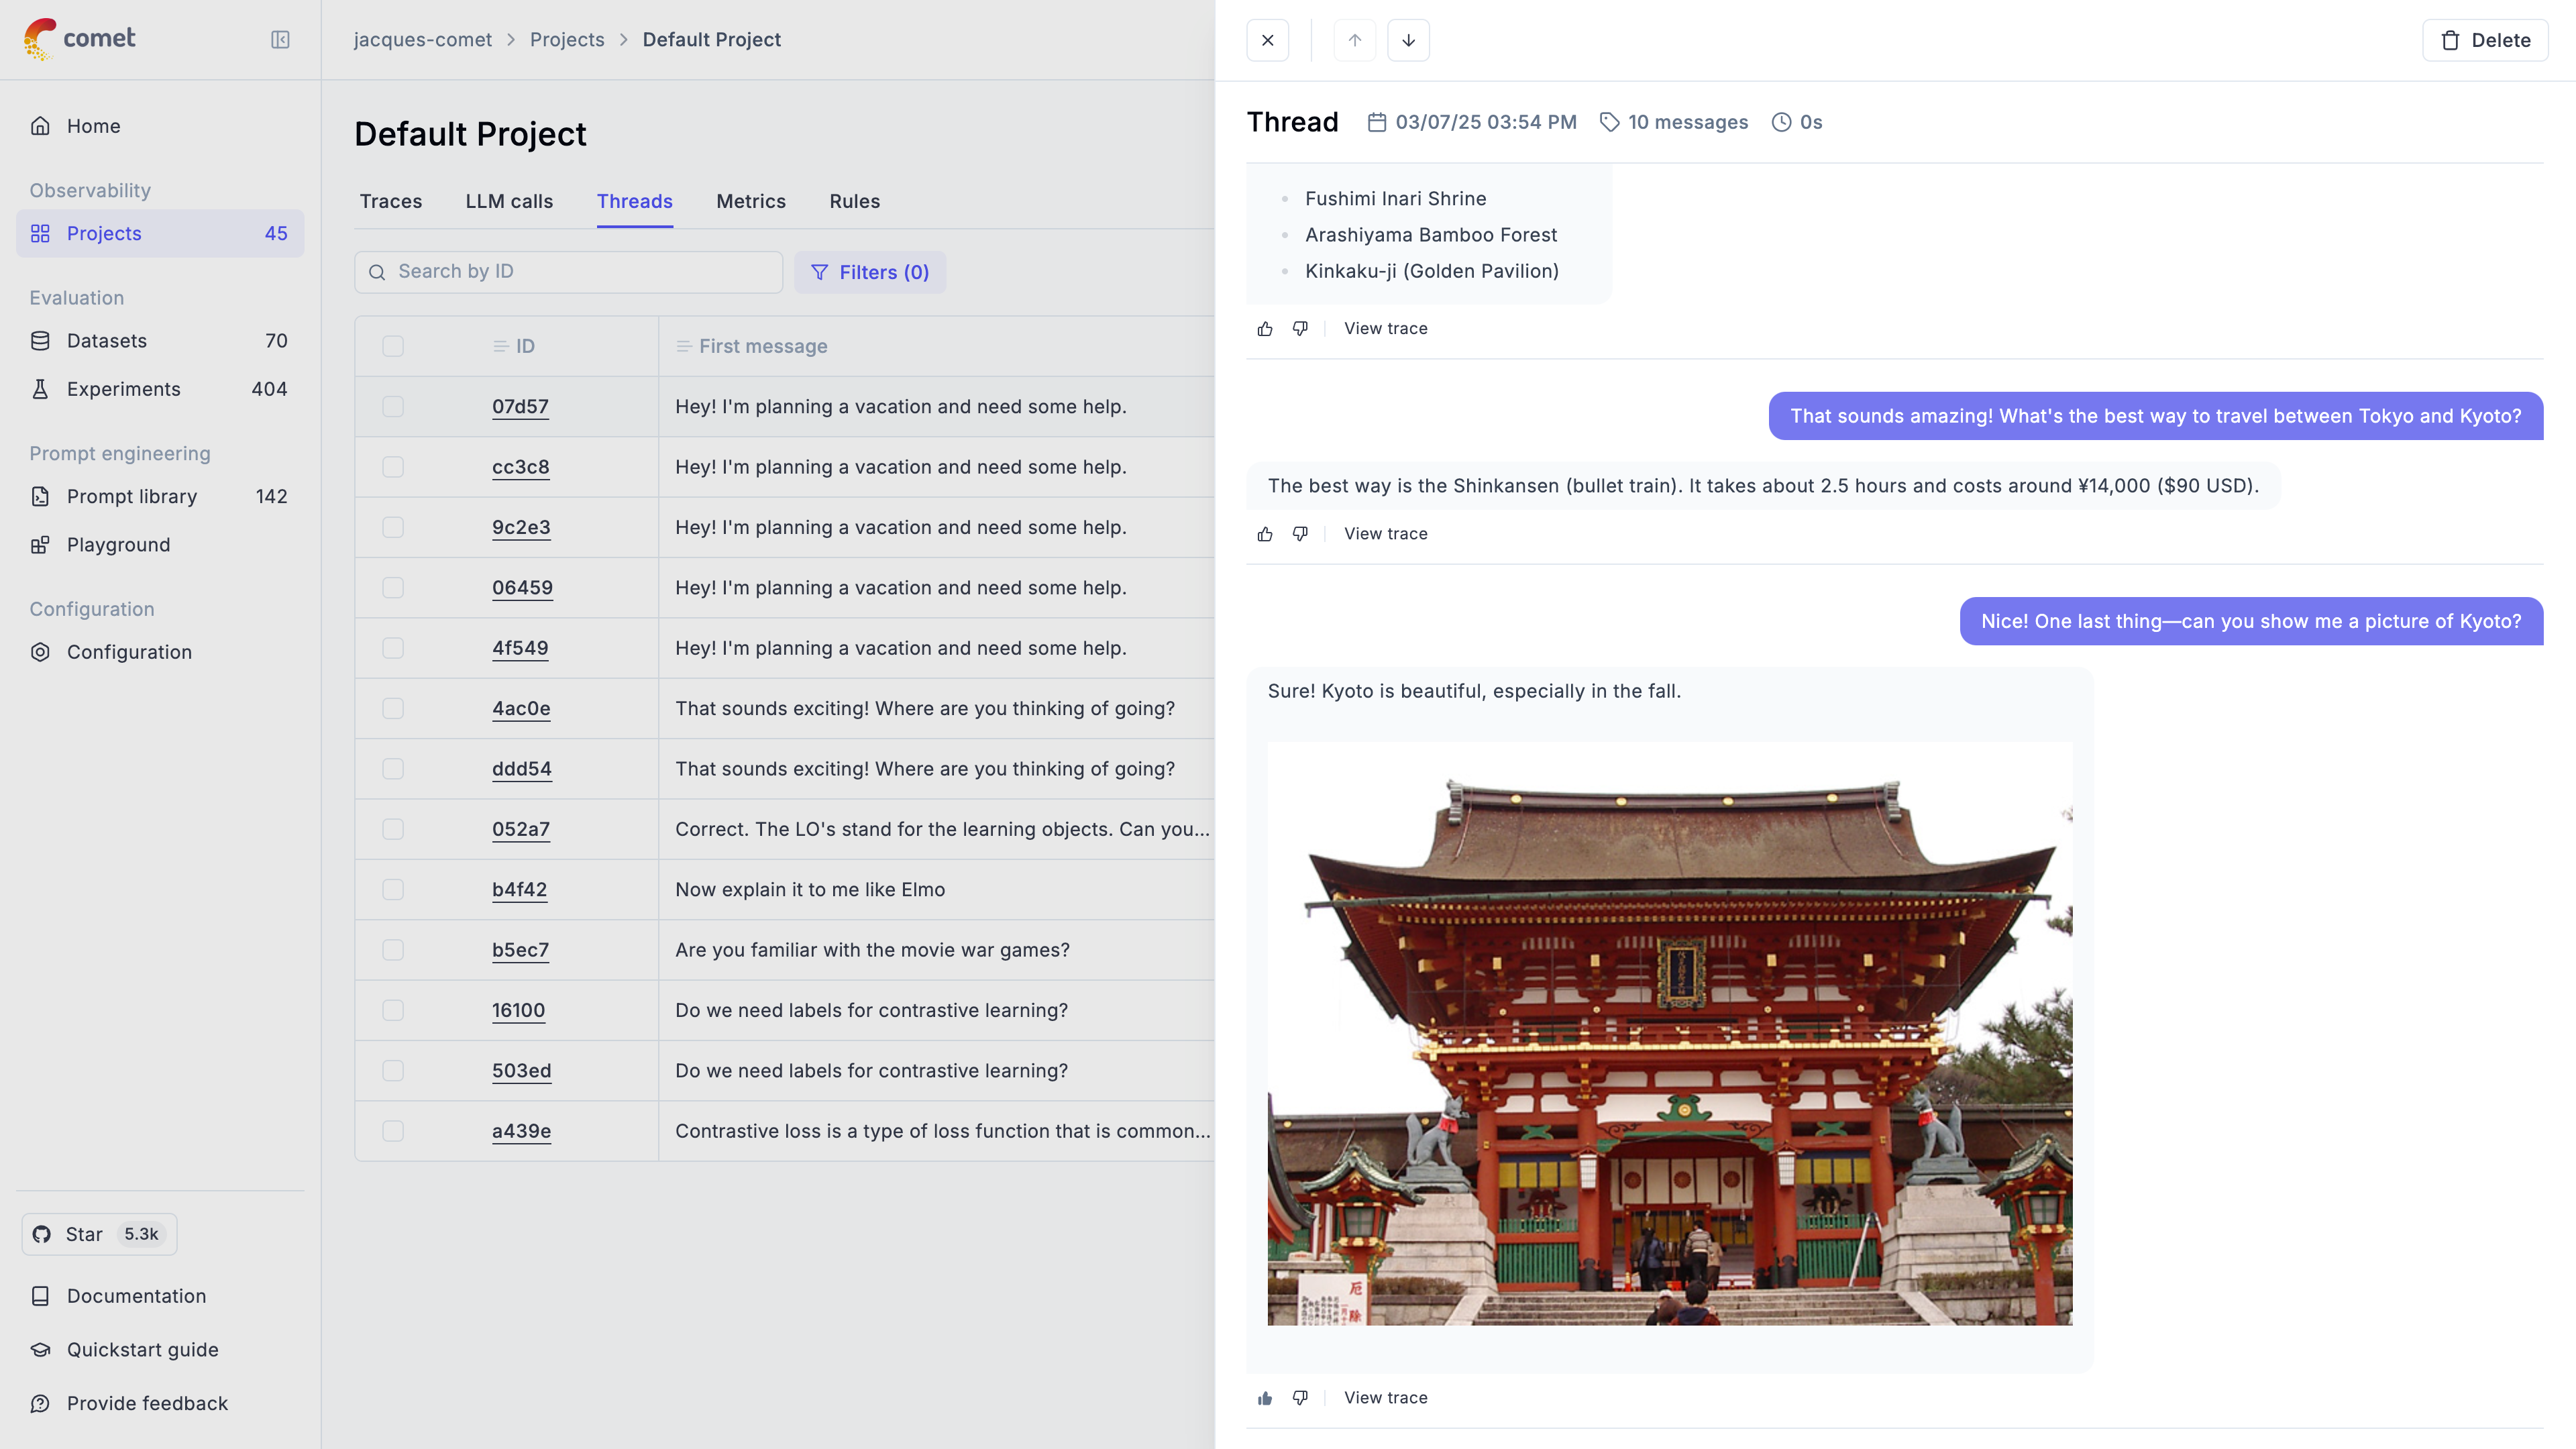 comet
Home
Observability
Projects 45
Evaluation
Datasets 70
Experiments 404
Prompt engineering
Prompt library 142
Playground
Configuration
Configuration
Star 5.3k
Documentation
Quickstart guide
Provide feedback
jacques-comet > Projects > Default Project
Default Project
Traces LLM calls Threads Metrics Rules
Search by ID Filters (0)
ID First message
07d57 Hey! I'm planning a vacation and need some help.
cc3c8 Hey! I'm planning a vacation and need some help.
9c2e3 Hey! I'm planning a vacation and need some help.
06459 Hey! I'm planning a vacation and need some help.
4f549 Hey! I'm planning a vacation and need some help.
4ac0e That sounds exciting! Where are you thinking of going?
ddd54 That sounds exciting! Where are you thinking of going?
052a7 Correct. The LO's stand for the learning objects. Can you...
b4f42 Now explain it to me like Elmo
b5ec7 Are you familiar with the movie war games?
16100 Do we need labels for contrastive learning?
503ed Do we need labels for contrastive learning?
a439e Contrastive loss is a type of loss function that is common...
Delete
Thread 03/07/25 03:54 PM 10 messages 0s
Fushimi Inari Shrine
Arashiyama Bamboo Forest
Kinkaku-ji (Golden Pavilion)
View trace
That sounds amazing! What's the best way to travel between Tokyo and Kyoto?
The best way is the Shinkansen (bullet train). It takes about 2.5 hours and costs around ¥14,000 ($90 USD).
View trace
Nice! One last thing—can you show me a picture of Kyoto?
Sure! Kyoto is beautiful, especially in the fall.
厄除
View trace